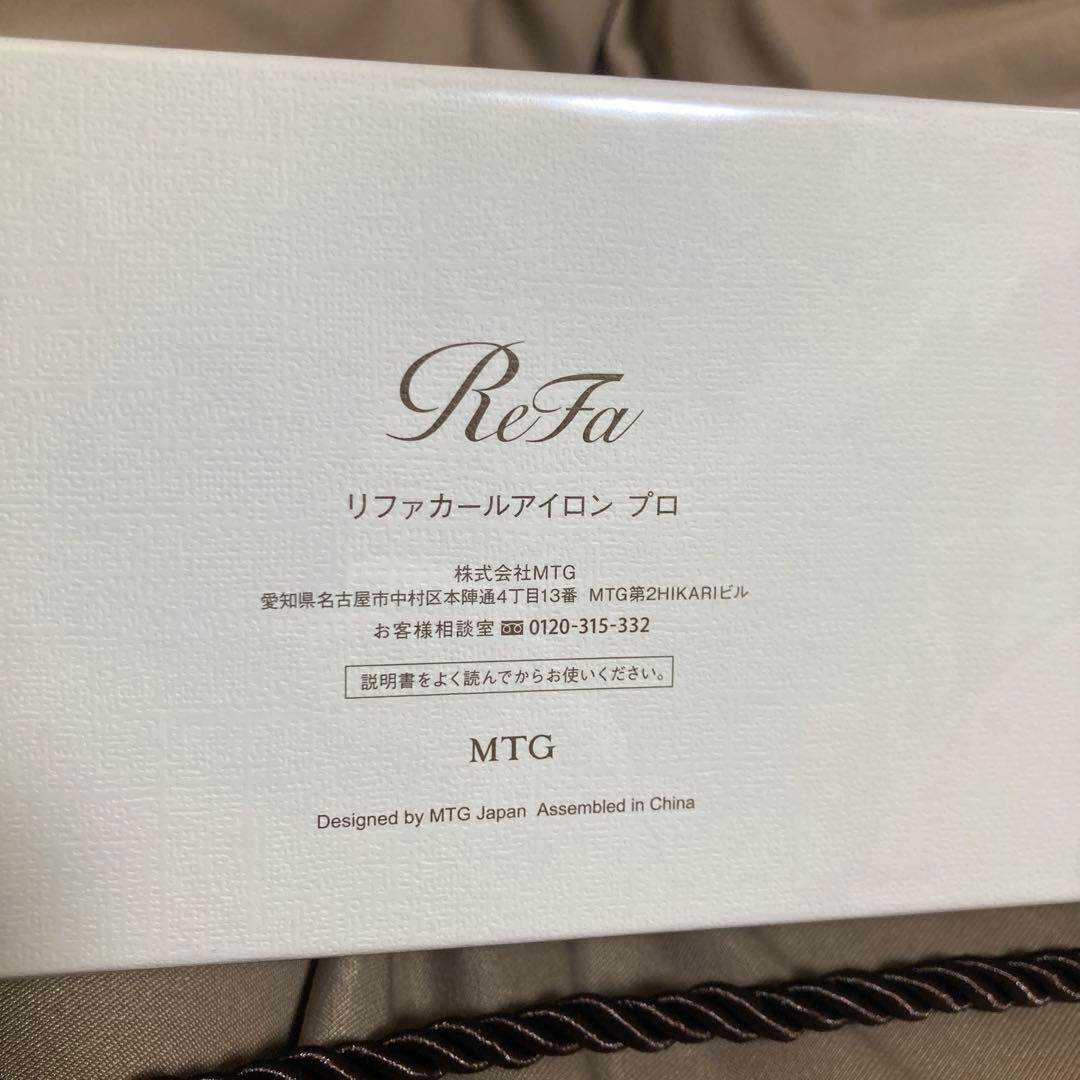 ReFa
リファカールアイロン プロ
株式会社MTG
愛知県名古屋市中村区本陣通4丁目13番 MTG第2HIKARIビル
お客様相談室 0120-315-332
説明書をよく読んでからお使いください。
MTG
Designed by MTG Japan Assembled in China